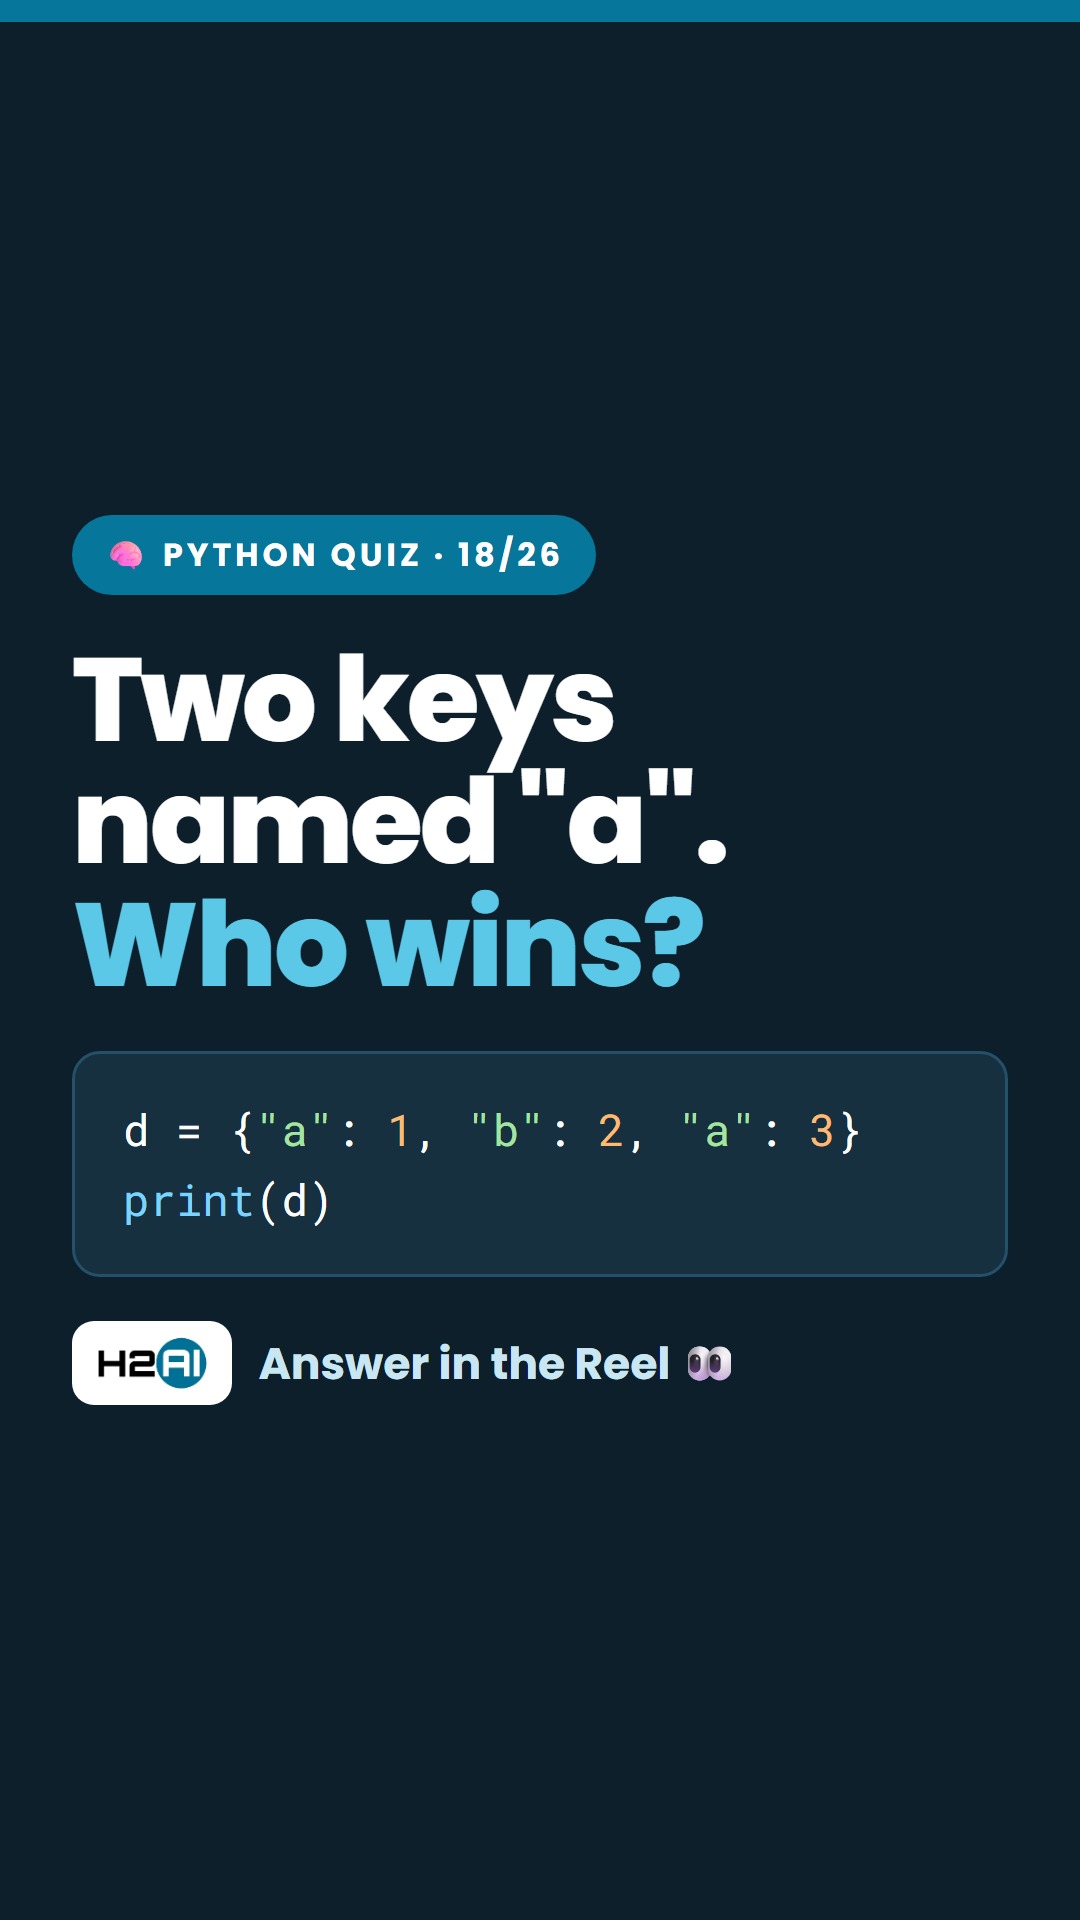 🧠 PYTHON QUIZ · 18/26
Two keys
named "a".
Who wins?
d = {"a": 1, "b": 2, "a": 3}
print(d)
H2AI
Answer in the Reel 👀